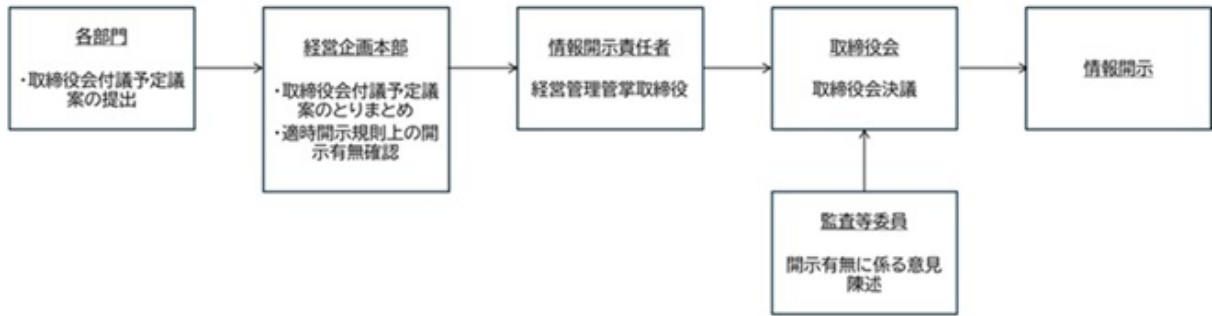 各部門
・取締役会付議予定議
案の提出
経営企画本部
・取締役会付議予定議
案のとりまとめ
・適時開示規則上の開
示有無確認
情報開示責任者
経営管理管掌取締役
取締役会
取締役会決議
情報開示
監査等委員
開示有無に係る意見
陳述